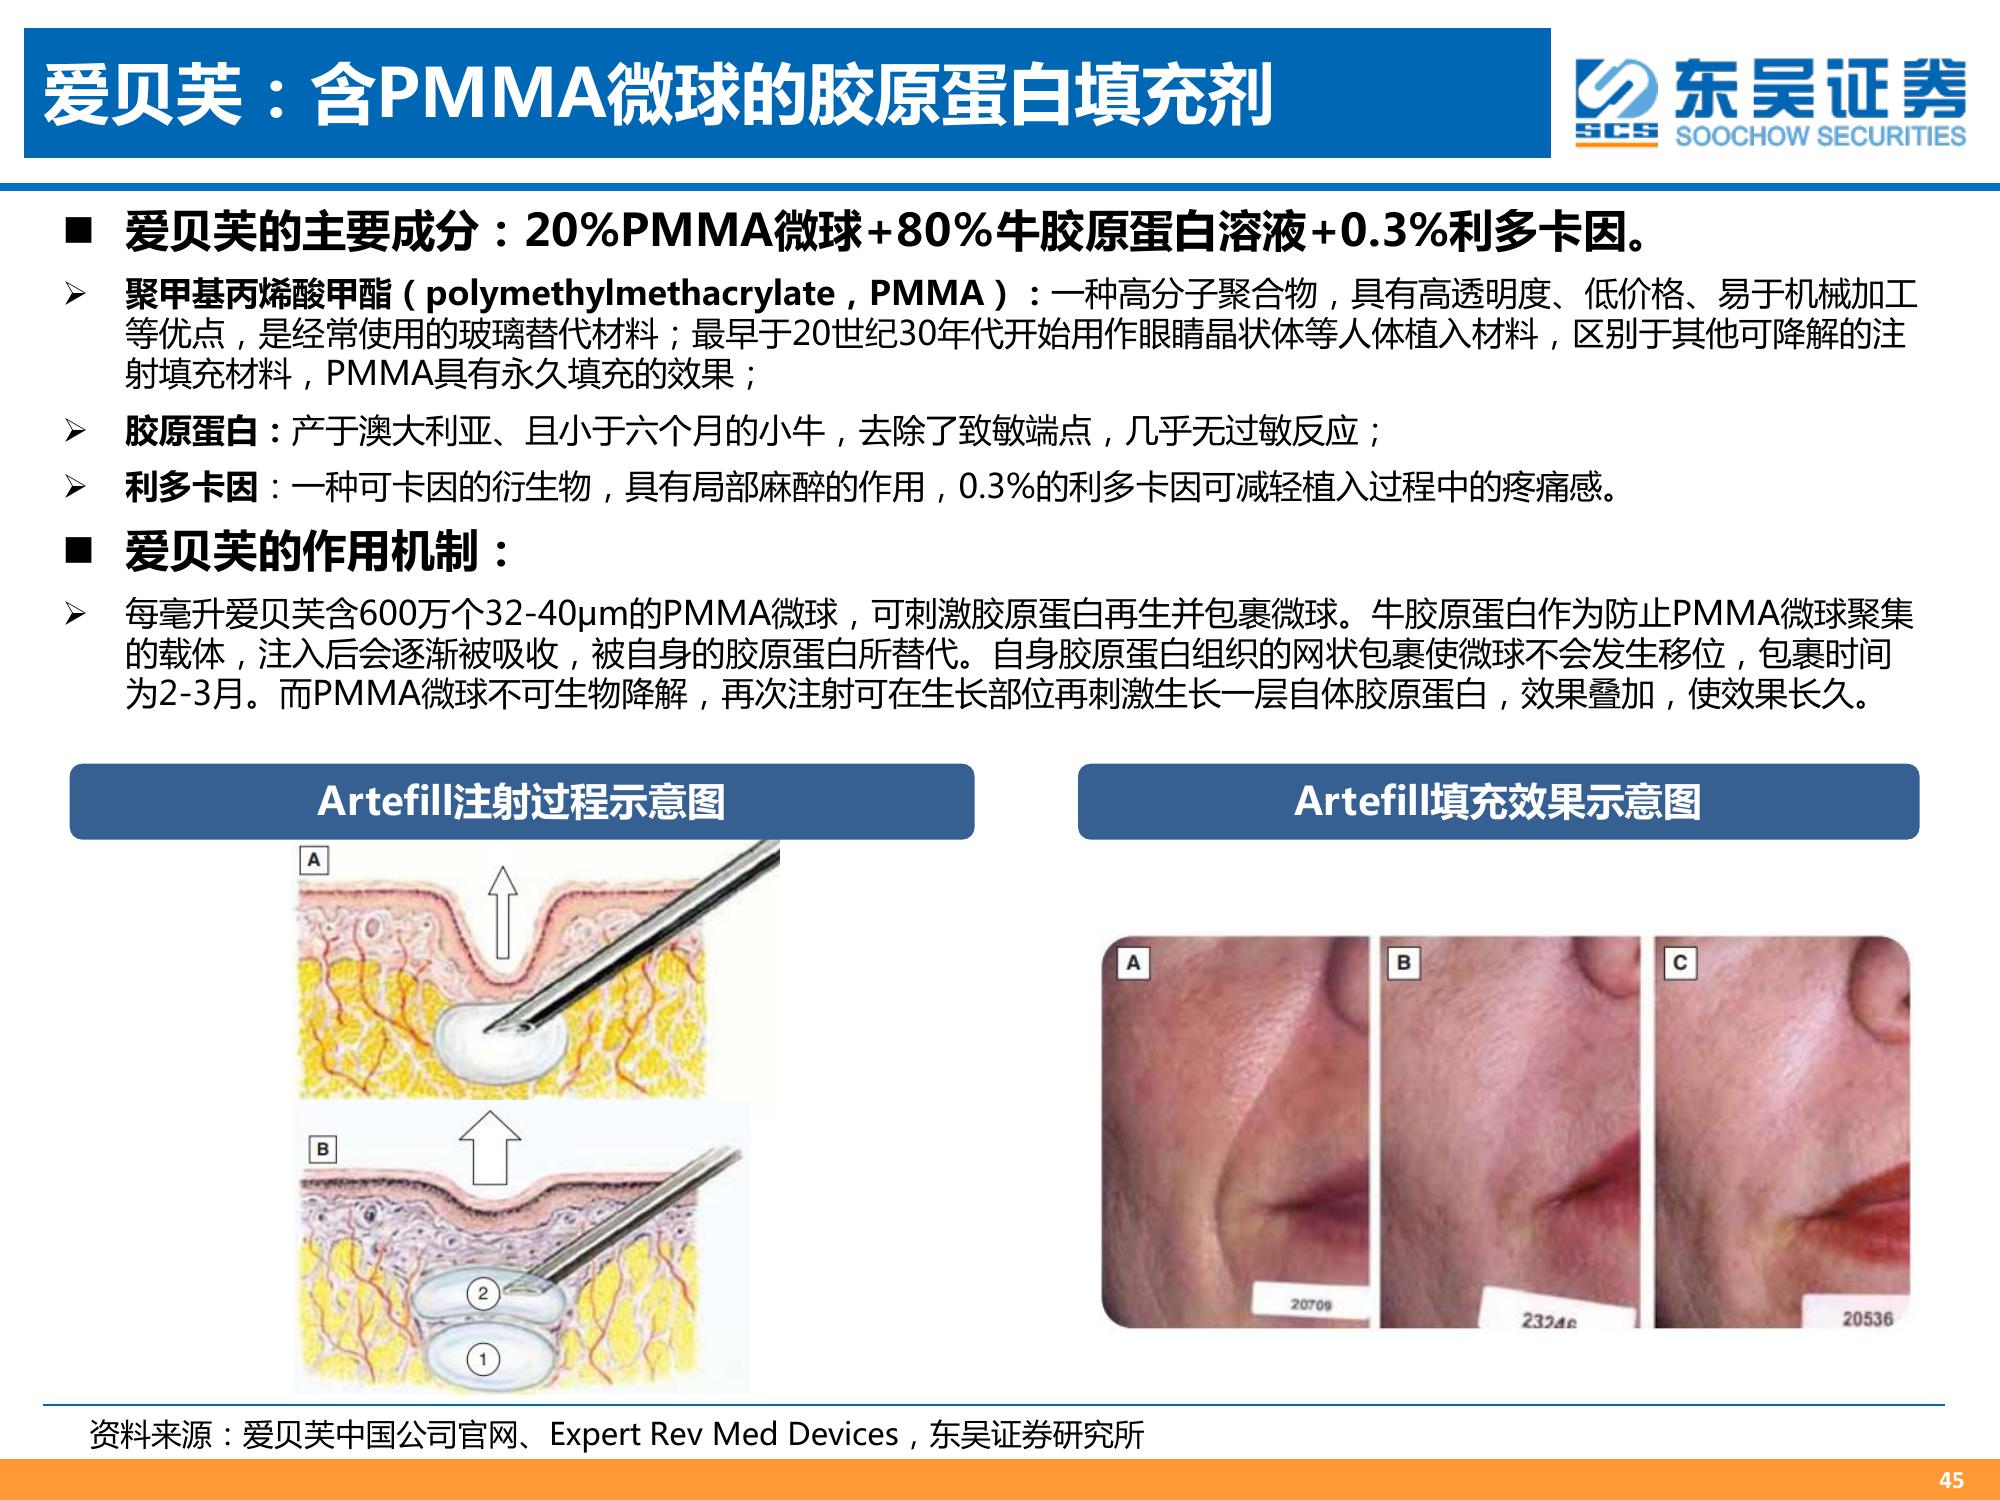 爱贝芙：含PMMA微球的胶原蛋白填充剂
SCS
东吴证券
SOOCHOW SECURITIES
■ 爱贝芙的主要成分：20%PMMA微球+80%牛胶原蛋白溶液+0.3%利多卡因。
➢ 聚甲基丙烯酸甲酯（polymethylmethacrylate，PMMA）：一种高分子聚合物，具有高透明度、低价格、易于机械加工
等优点，是经常使用的玻璃替代材料；最早于20世纪30年代开始用作眼睛晶状体等人体植入材料，区别于其他可降解的注
射填充材料，PMMA具有永久填充的效果；
➢ 胶原蛋白：产于澳大利亚、且小于六个月的小牛，去除了致敏端点，几乎无过敏反应；
➢ 利多卡因：一种可卡因的衍生物，具有局部麻醉的作用，0.3%的利多卡因可减轻植入过程中的疼痛感。
■ 爱贝芙的作用机制：
➢ 每毫升爱贝芙含600万个32-40μm的PMMA微球，可刺激胶原蛋白再生并包裹微球。牛胶原蛋白作为防止PMMA微球聚集
的载体，注入后会逐渐被吸收，被自身的胶原蛋白所替代。自身胶原蛋白组织的网状包裹使微球不会发生移位，包裹时间
为2-3月。而PMMA微球不可生物降解，再次注射可在生长部位再刺激生长一层自体胶原蛋白，效果叠加，使效果长久。
Artefill注射过程示意图
A
B
2
1
Artefill填充效果示意图
A
B
C
20709
23246
20536
资料来源：爱贝芙中国公司官网、Expert Rev Med Devices，东吴证券研究所
45